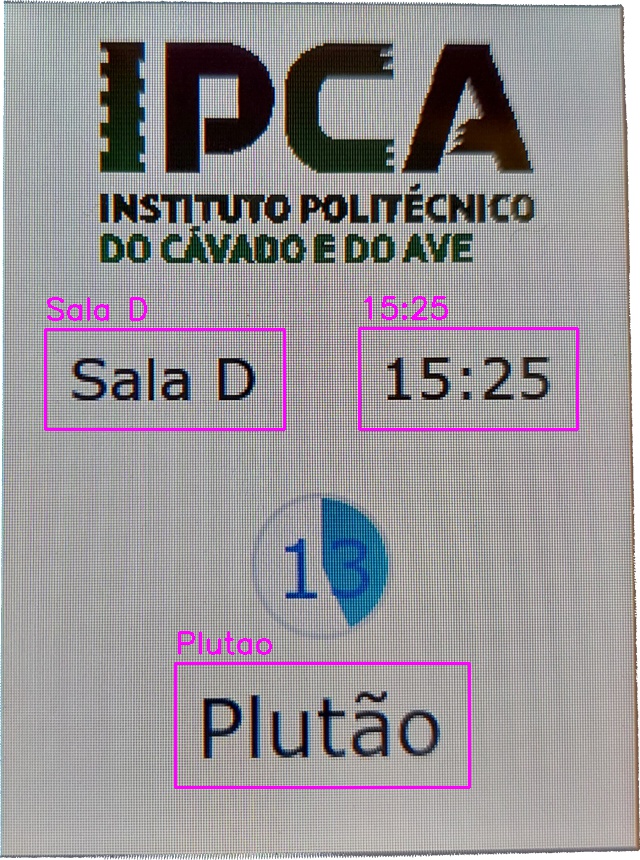 IPCA
INSTITUTO POLITÉCNICO
DO CÁVADO E DO AVE
Sala D 15:25
Sala D 15:25
13
Plutao
Plutão